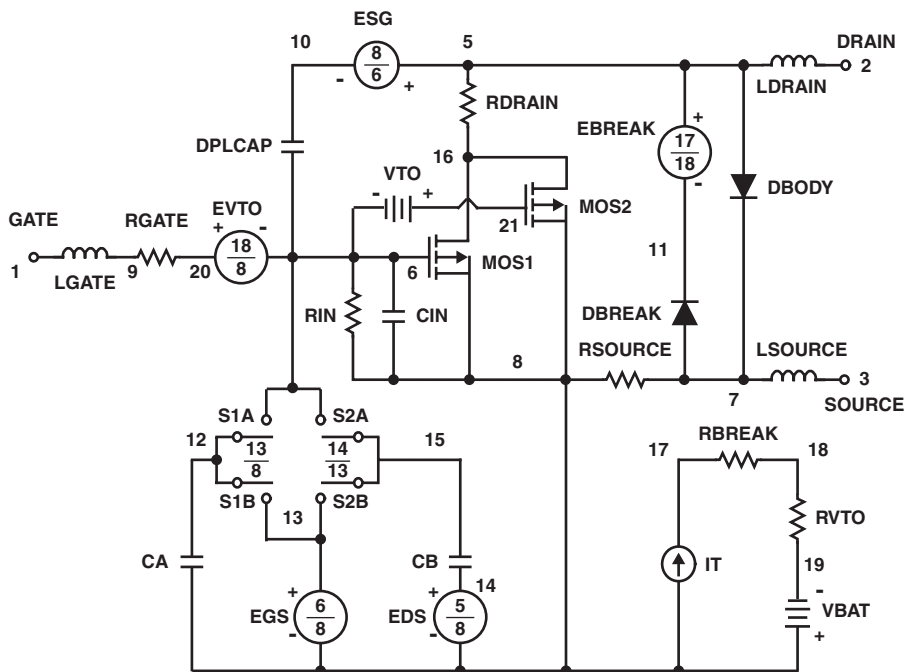 ESG
10
8
6
-
+
5
DRAIN
2
LDRAIN
RDRAIN
DPLCAP
EBREAK
+
17
18
-
16
VTO
-
+
DBODY
MOS2
21
GATE
1
LGATE
RGATE
9
20
EVTO
+
-
18
8
6
MOS1
11
RIN
CIN
DBREAK
8
RSOURCE
LSOURCE
7
3
SOURCE
S1A
S2A
12
13
8
14
13
15
S1B
S2B
13
17
RBREAK
18
RVTO
CA
CB
14
IT
19
-
VBAT
+
EGS
+
6
8
-
EDS
+
5
8
-